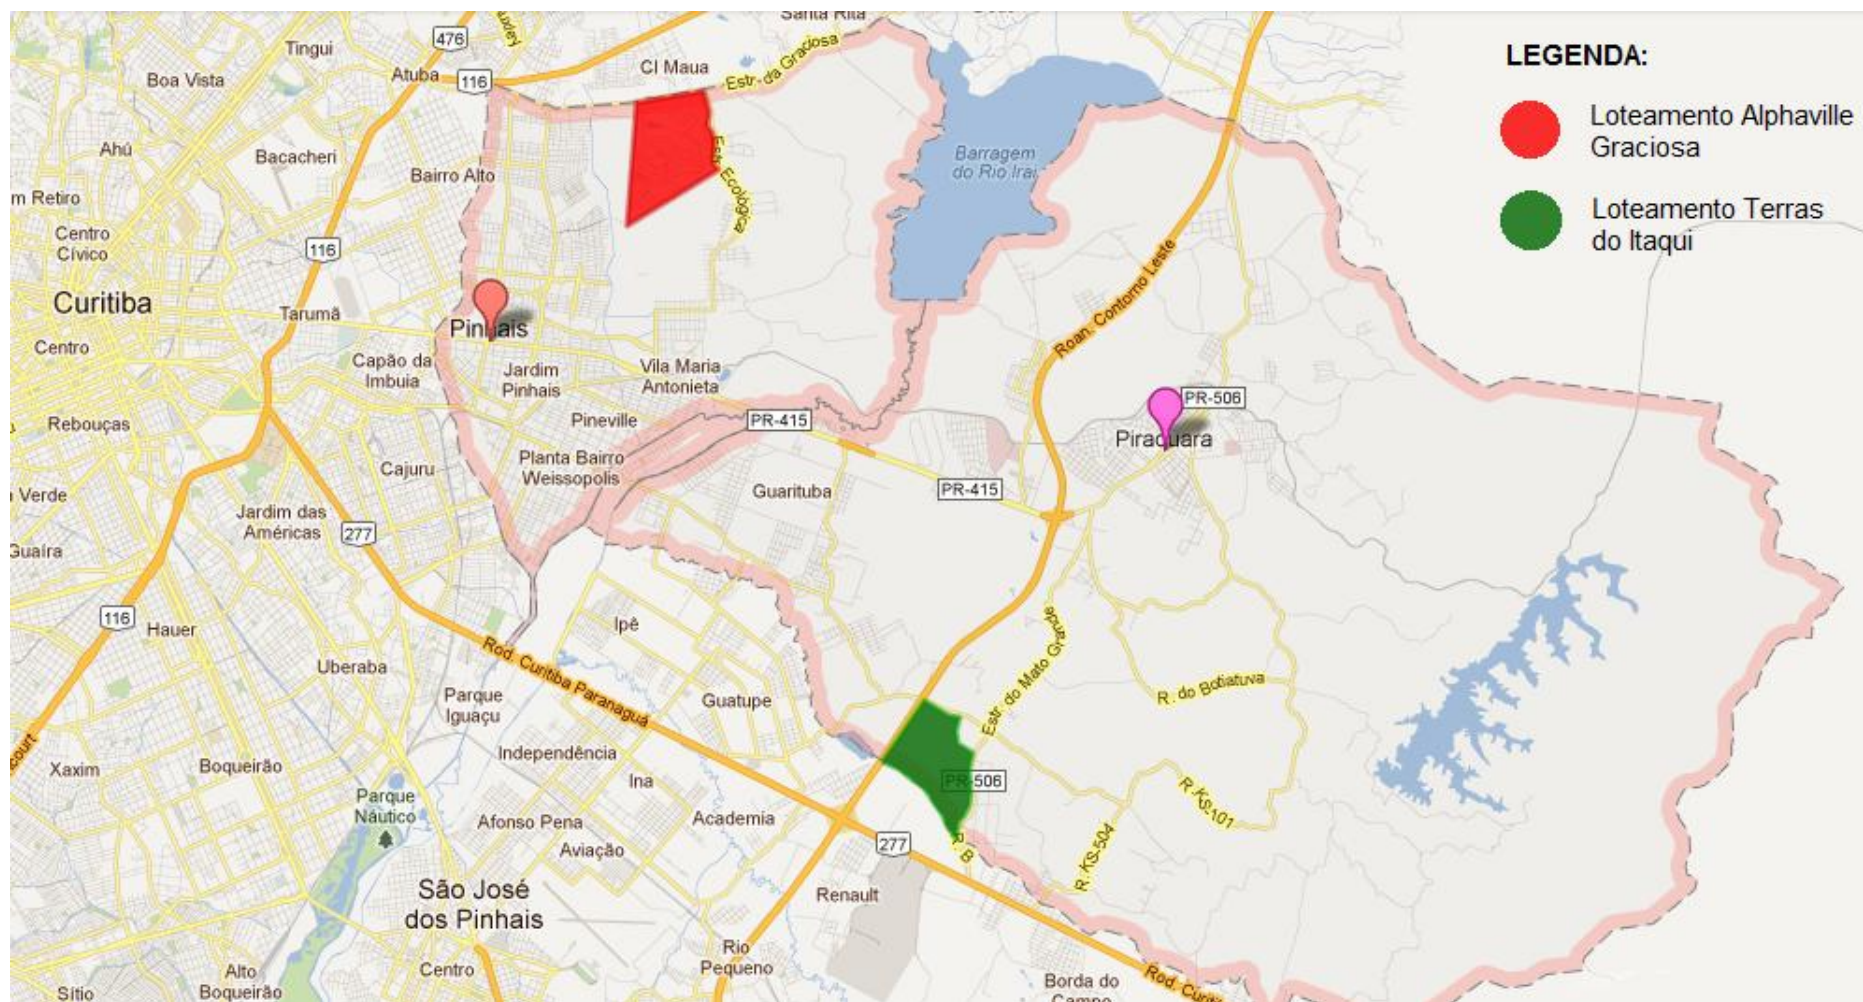 Santa Rita
476
Tingui
Boa Vista
Atuba
116
CI Maua
Estr. da Graciosa
LEGENDA:
Loteamento Alphaville
Graciosa
Ahú
Bacacheri
Bairro Alto
Estr. Ecológica
Barragem
do Rio Iraí
m Retiro
Centro
Cívico
116
Loteamento Terras
do Itaqui
Curitiba
Tarumã
Pinhais
Roan. Contorno Leste
Centro
Capão da
Imbuia
Jardim
Pinhais
Vila Maria
Antonieta
PR-506
Rebouças
Pineville
PR-415
Piraquara
Cajuru
Planta Bairro
Weissopolis
Guarituba
PR-415
Verde
Jardim das
Américas
277
Guaíra
116
Hauer
Ipê
Estr. do Mato Grande
Uberaba
Rod. Curitiba Paranaguá
Parque
Iguaçu
Guatupe
R. do Botiatuva
Xaxim
Boqueirão
Independência
Ina
PR-506
R. KS-101
Parque
Náutico
Afonso Pena
Academia
Aviação
277
R. B
R. KS-504
São José
dos Pinhais
Renault
Rio
Pequeno
Alto
Boqueirão
Centro
Sítio
Borda do
Campo
Rod. Curiti
court